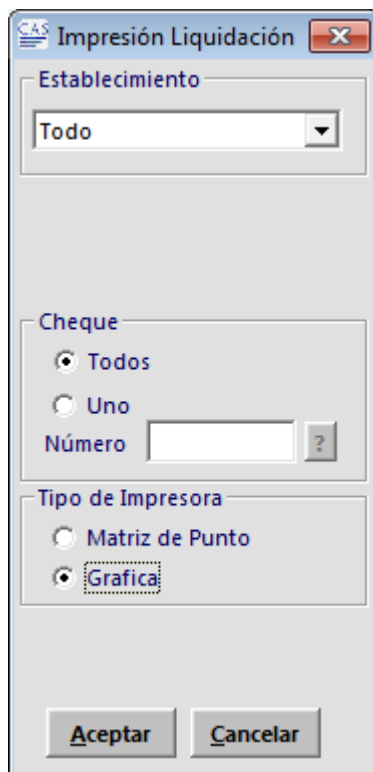 CAS Impresión Liquidación
Establecimiento
Todo
Cheque
Todos
Uno
Número ?
Tipo de Impresora
Matriz de Punto
Grafica
Aceptar Cancelar